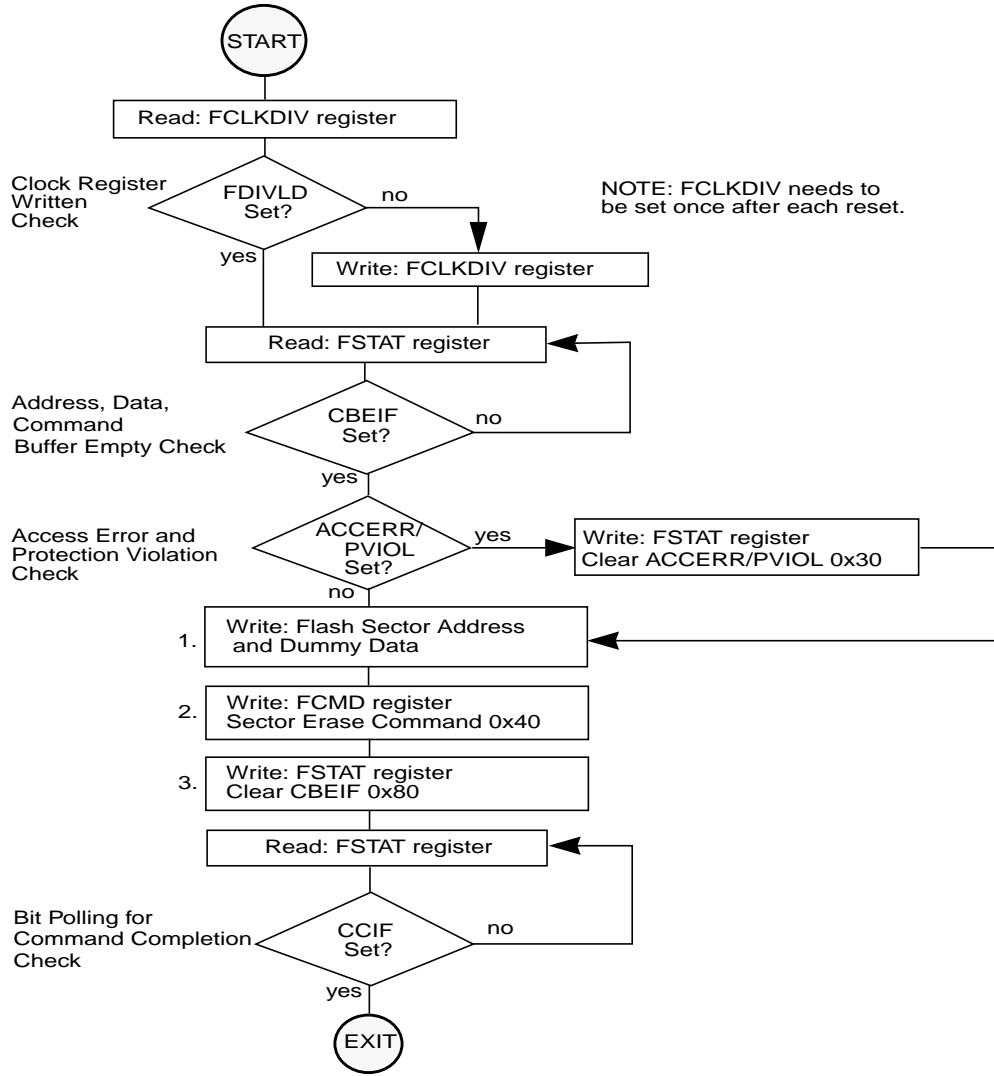 START
Read: FCLKDIV register
Clock Register
Written
Check
FDIVLD
Set?
no
yes
NOTE: FCLKDIV needs to
be set once after each reset.
Write: FCLKDIV register
Read: FSTAT register
Address, Data,
Command
Buffer Empty Check
CBEIF
Set?
no
yes
Access Error and
Protection Violation
Check
ACCERR/
PVIOL
Set?
yes
no
Write: FSTAT register
Clear ACCERR/PVIOL 0x30
1.
Write: Flash Sector Address
and Dummy Data
2.
Write: FCMD register
Sector Erase Command 0x40
3.
Write: FSTAT register
Clear CBEIF 0x80
Read: FSTAT register
Bit Polling for
Command Completion
Check
CCIF
Set?
no
yes
EXIT